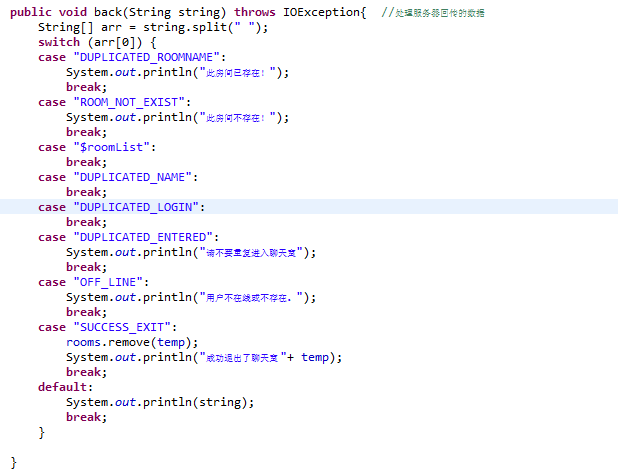 public void back(String string) throws IOException{  //处理服务器回传的数据
    String[] arr = string.split(" ");
    switch (arr[0]) {
    case "DUPLICATED_ROOMNAME":
        System.out.println("此房间已存在！");
        break;
    case "ROOM_NOT_EXIST":
        System.out.println("此房间不存在！");
        break;
    case "$roomList":
        break;
    case "DUPLICATED_NAME":
        break;
    case "DUPLICATED_LOGIN":
        break;
    case "DUPLICATED_ENTERED":
        System.out.println("请不要重复进入聊天室");
        break;
    case "OFF_LINE":
        System.out.println("用户不在线或不存在．");
        break;
    case "SUCCESS_EXIT":
        rooms.remove(temp);
        System.out.println("成功退出了聊天室"+ temp);
        break;
    default:
        System.out.println(string);
        break;
    }
}